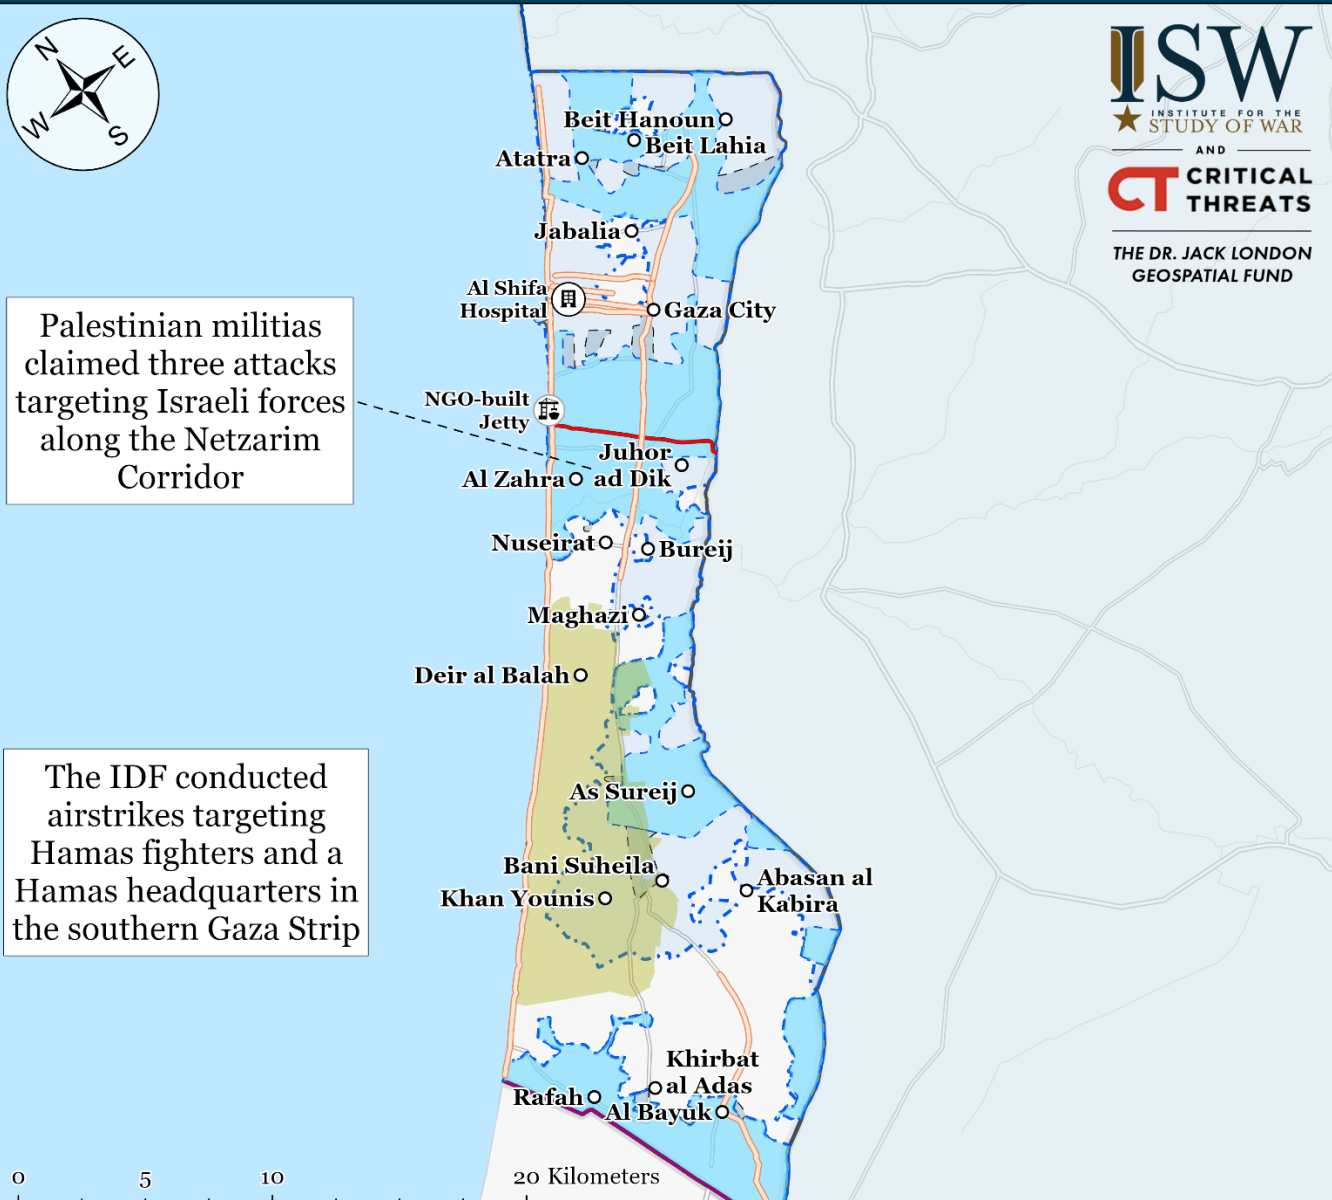 N
E
W
S
ISW
INSTITUTE FOR THE
STUDY OF WAR
AND
CT CRITICAL
THREATS
THE DR. JACK LONDON
GEOSPATIAL FUND
Beit Hanoun
Beit Lahia
Atatra
Jabalia
Al Shifa
Hospital
Gaza City
Palestinian militias
claimed three attacks
targeting Israeli forces
along the Netzarim
Corridor
NGO-built
Jetty
Juhor
ad Dik
Al Zahra
Nuseirat
Bureij
Maghazi
Deir al Balah
The IDF conducted
airstrikes targeting
Hamas fighters and a
Hamas headquarters in
the southern Gaza Strip
As Sureij
Bani Suheila
Khan Younis
Abasan al
Kabira
Khirbat
al Adas
Rafah
Al Bayuk
0 5 10 20 Kilometers